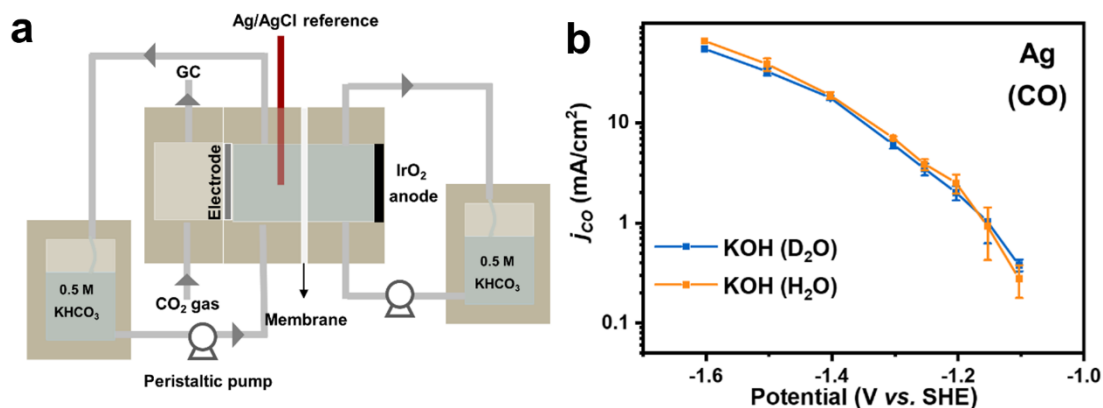 a
Ag/AgCl reference
GC
Electrode
IrO₂
anode
0.5 M
KHCO₃
CO₂ gas
Membrane
Peristaltic pump
0.5 M
KHCO₃
b
Ag
(CO)
KOH (D₂O)
KOH (H₂O)
j_CO (mA/cm²)
10
1
0.1
-1.6
-1.4
-1.2
-1.0
Potential (V vs. SHE)